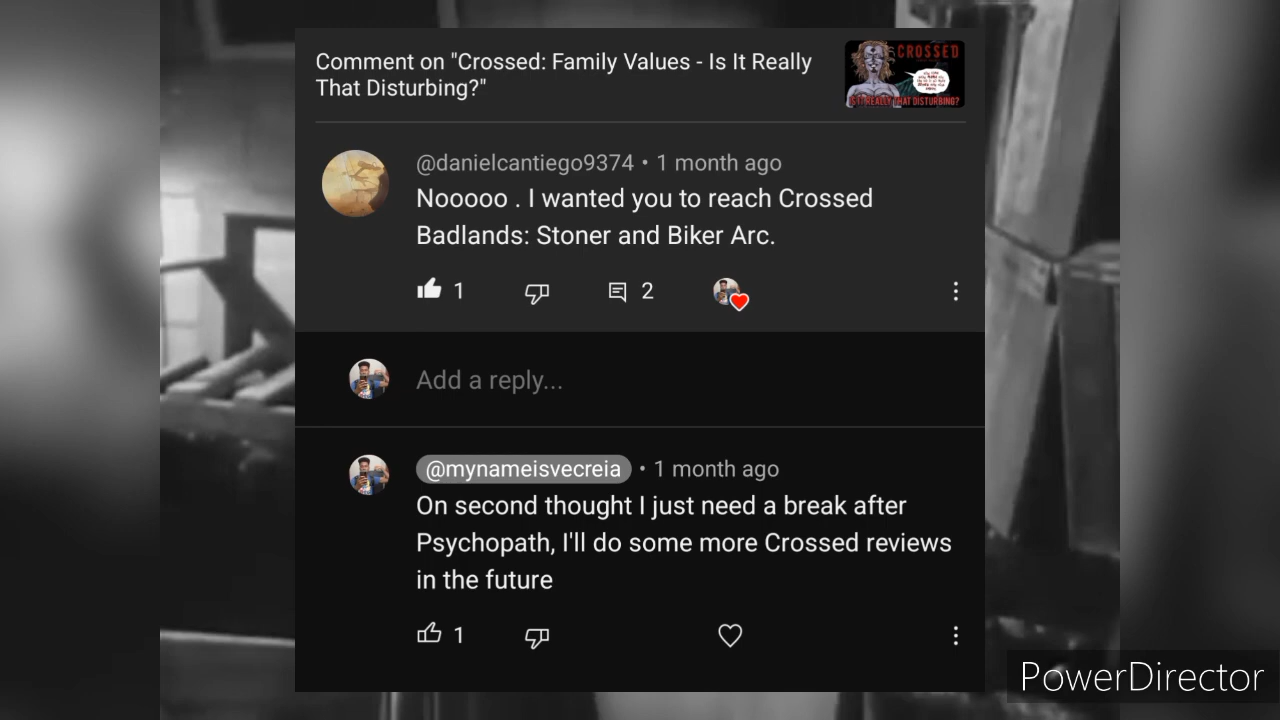 Comment on "Crossed: Family Values - Is It Really
That Disturbing?"
CROSSED
IS IT REALLY THAT DISTURBING?
@danielcantiego9374 • 1 month ago
Nooooo . I wanted you to reach Crossed
Badlands: Stoner and Biker Arc.
1
2
Add a reply...
@mynameisvecreia • 1 month ago
On second thought I just need a break after
Psychopath, I'll do some more Crossed reviews
in the future
1
PowerDirector